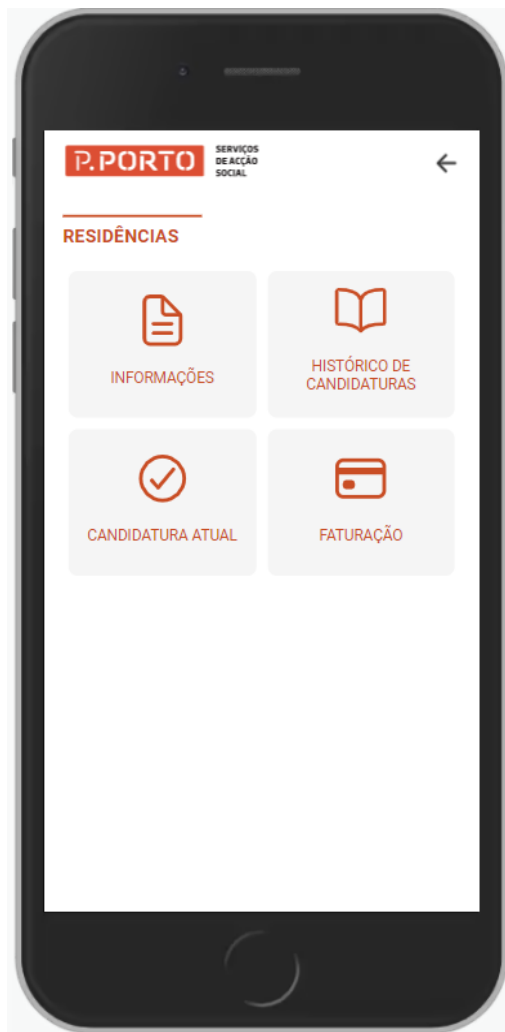 P.PORTO
SERVIÇOS
DE ACÇÃO
SOCIAL
RESIDÊNCIAS
INFORMAÇÕES
HISTÓRICO DE
CANDIDATURAS
CANDIDATURA ATUAL
FATURAÇÃO